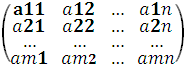 a11 a12 ... a1n
a21 a22 ... a2n
... ... ... ...
am1 am2 ... amn